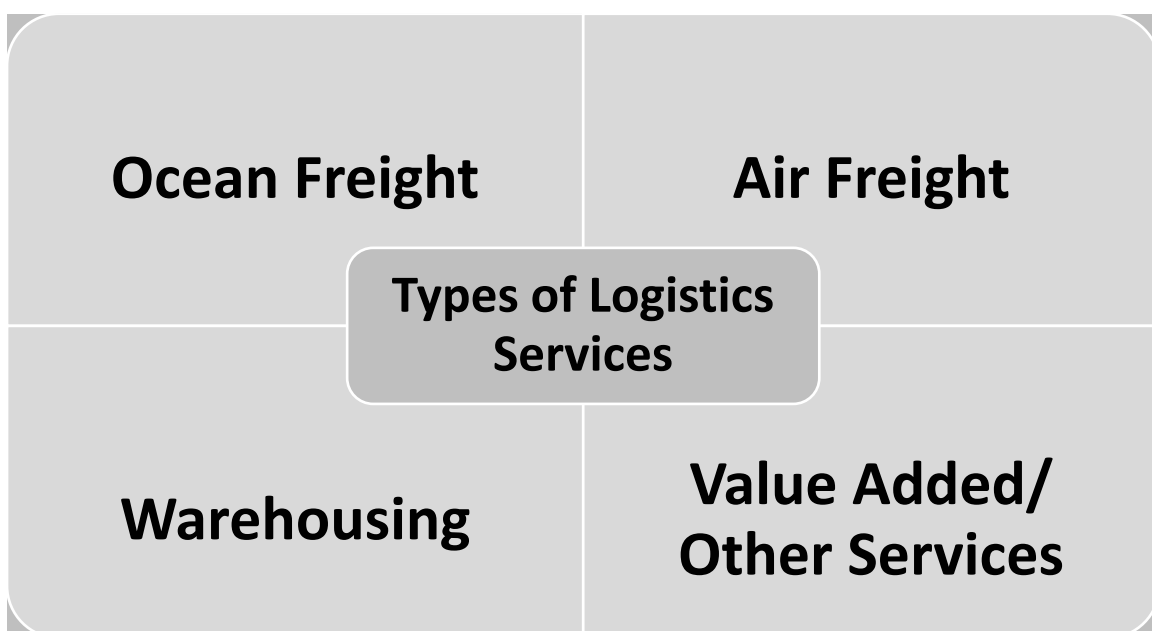 Ocean Freight
Air Freight
Types of Logistics
Services
Warehousing
Value Added/
Other Services